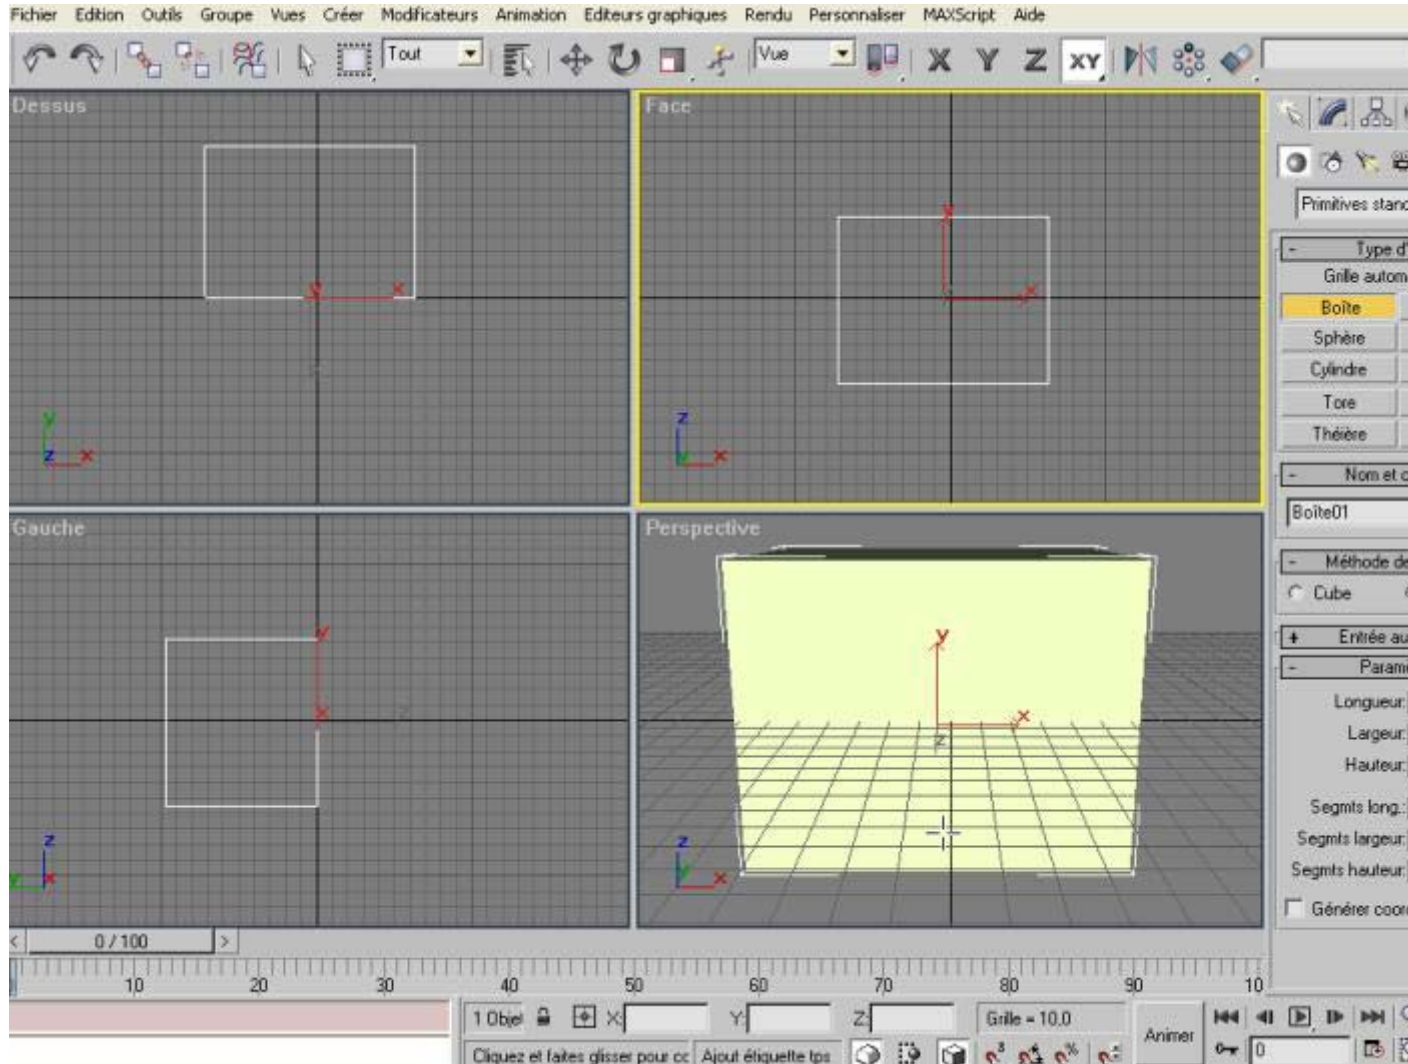 Fichier Edition Outils Groupe Vues Créer Modificateurs Animation Editeurs graphiques Rendu Personnaliser MAXScript Aide
Tout Vue X Y Z XY
Dessus
Face
y
x
y
x
y
z
x
z
y
x
Primitives stand
- Type d'
Grille autom
Boîte
Sphère
Cylindre
Tore
Théière
- Nom et c
Boîte01
- Méthode de
Cube
+ Entrée au
- Param
Longueur:
Largeur:
Hauteur:
Segmts long.:
Segmts largeur:
Segmts hauteur:
Générer coor
Gauche
Perspective
y
x
y
x
z
z
y
x
z
y
x
< 0 / 100 >
10 20 30 40 50 60 70 80 90 10
1 Obje X: Y: Z: Grille = 10,0
Animer
Cliquez et faites glisser pour cc Ajout étiquette tps
3 % 0